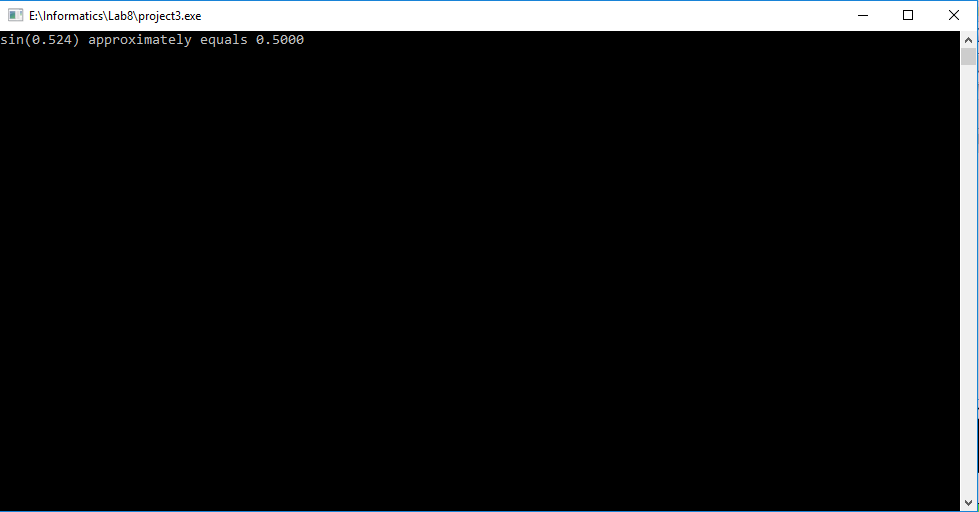 E:\Informatics\Lab8\project3.exe
sin(0.524) approximately equals 0.5000